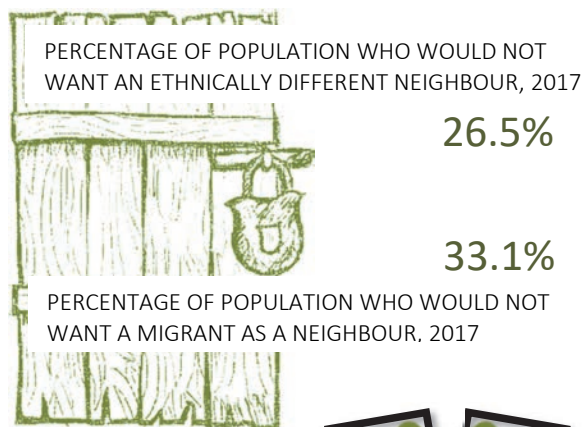 PERCENTAGE OF POPULATION WHO WOULD NOT
WANT AN ETHNICALLY DIFFERENT NEIGHBOUR, 2017
26.5%
33.1%
PERCENTAGE OF POPULATION WHO WOULD NOT
WANT A MIGRANT AS A NEIGHBOUR, 2017